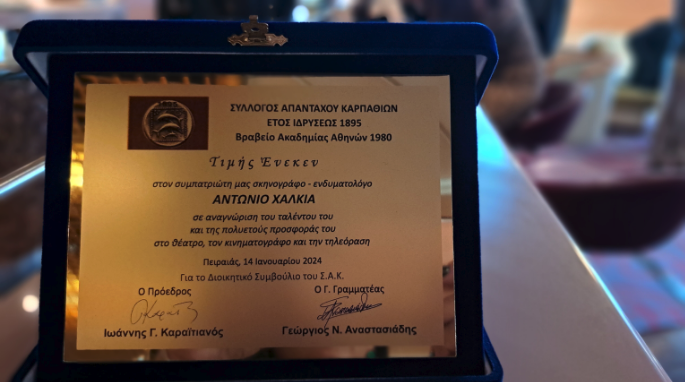 1895
ΣΥΛΛΟΓΟΣ ΑΠΑΝΤΑΧΟΥ ΚΑΡΠΑΘΙΩΝ
ΕΤΟΣ ΙΔΡΥΣΕΩΣ 1895
Βραβείο Ακαδημίας Αθηνών 1980
Τιμής Ένεκεν
στον συμπατριώτη μας σκηνογράφο - ενδυματολόγο
ΑΝΤΩΝΙΟ ΧΑΛΚΙΑ
σε αναγνώριση του ταλέντου του
και της πολυετούς προσφοράς του
στο θέατρο, τον κινηματογράφο και την τηλεόραση
Πειραιάς, 14 Ιανουαρίου 2024
Για το Διοικητικό Συμβούλιο του Σ.Α.Κ.
Ο Πρόεδρος
Ο Γ. Γραμματέας
Ιωάννης Γ. Καραϊτιανός
Γεώργιος Ν. Αναστασιάδης